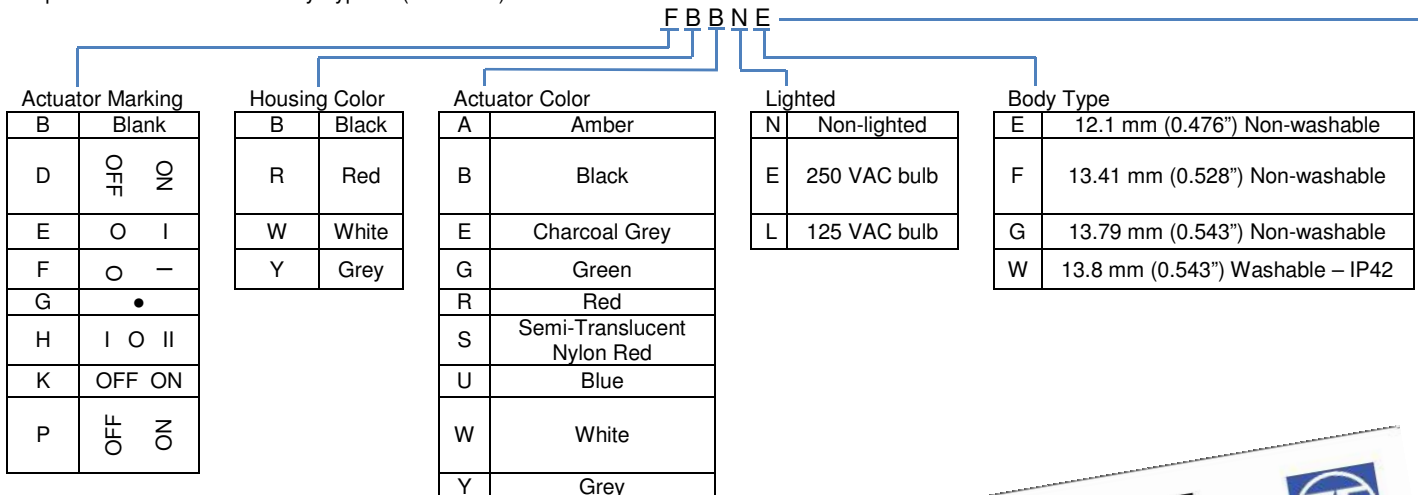 F B B N E
Actuator Marking
B Blank
D OFF ON
E O I
F O –
G ●
H I O II
K OFF ON
P OFF ON
Housing Color
B Black
R Red
W White
Y Grey
Actuator Color
A Amber
B Black
E Charcoal Grey
G Green
R Red
S Semi-Translucent
Nylon Red
U Blue
W White
Y Grey
Lighted
N Non-lighted
E 250 VAC bulb
L 125 VAC bulb
Body Type
E 12.1 mm (0.476”) Non-washable
F 13.41 mm (0.528”) Non-washable
G 13.79 mm (0.543”) Non-washable
W 13.8 mm (0.543”) Washable – IP42